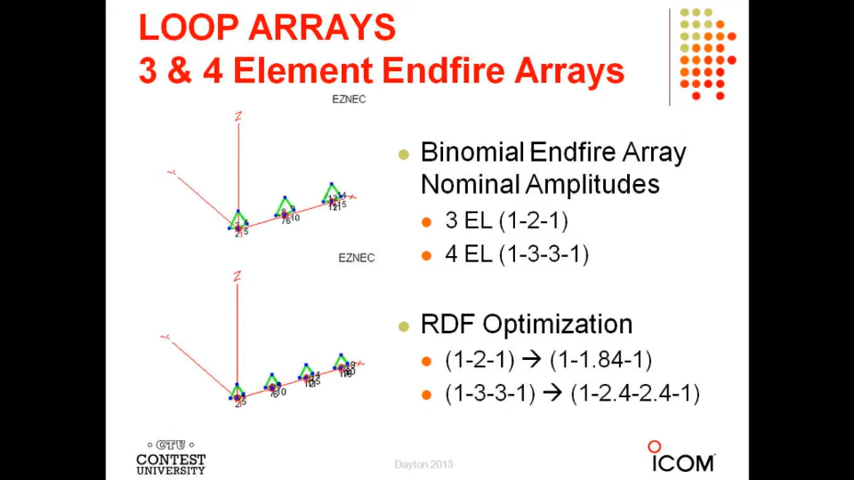 LOOP ARRAYS
3 & 4 Element Endfire Arrays
EZNEC
Z
Y
X
Binomial Endfire Array
Nominal Amplitudes
3 EL (1-2-1)
4 EL (1-3-3-1)
EZNEC
Z
Y
X
RDF Optimization
(1-2-1) → (1-1.84-1)
(1-3-3-1) → (1-2.4-2.4-1)
CTU
CONTEST
UNIVERSITY
Dayton 2013
ICOM